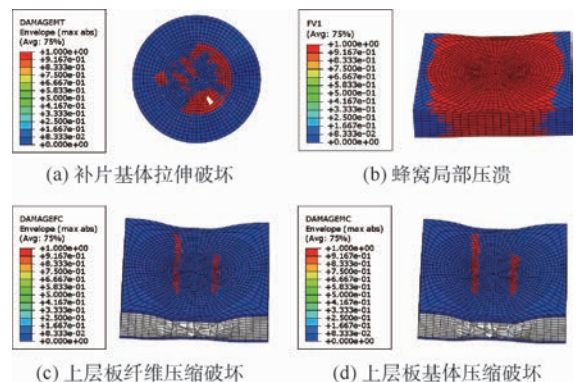 DAMAGEMT
Envelope (max abs)
(Avg: 75%)
+1.000e+00
+9.167e-01
+8.333e-01
+7.500e-01
+6.667e-01
+5.833e-01
+5.000e-01
+4.167e-01
+3.333e-01
+2.500e-01
+1.667e-01
+8.333e-02
+0.000e+00
FV1
(Avg: 75%)
+1.000e+00
+9.167e-01
+8.333e-01
+7.500e-01
+6.667e-01
+5.833e-01
+5.000e-01
+4.167e-01
+3.333e-01
+2.500e-01
+1.667e-01
+8.333e-02
+0.000e+00
(a) 补片基体拉伸破坏
(b) 蜂窝局部压溃
DAMAGEFC
Envelope (max abs)
(Avg: 75%)
+1.000e+00
+9.167e-01
+8.333e-01
+7.500e-01
+6.667e-01
+5.833e-01
+5.000e-01
+4.167e-01
+3.333e-01
+2.500e-01
+1.667e-01
+8.333e-02
+0.000e+00
DAMAGEMC
Envelope (max abs)
(Avg: 75%)
+1.000e+00
+9.167e-01
+8.333e-01
+7.500e-01
+6.667e-01
+5.833e-01
+5.000e-01
+4.167e-01
+3.333e-01
+2.500e-01
+1.667e-01
+8.333e-02
+0.000e+00
(c) 上层板纤维压缩破坏
(d) 上层板基体压缩破坏